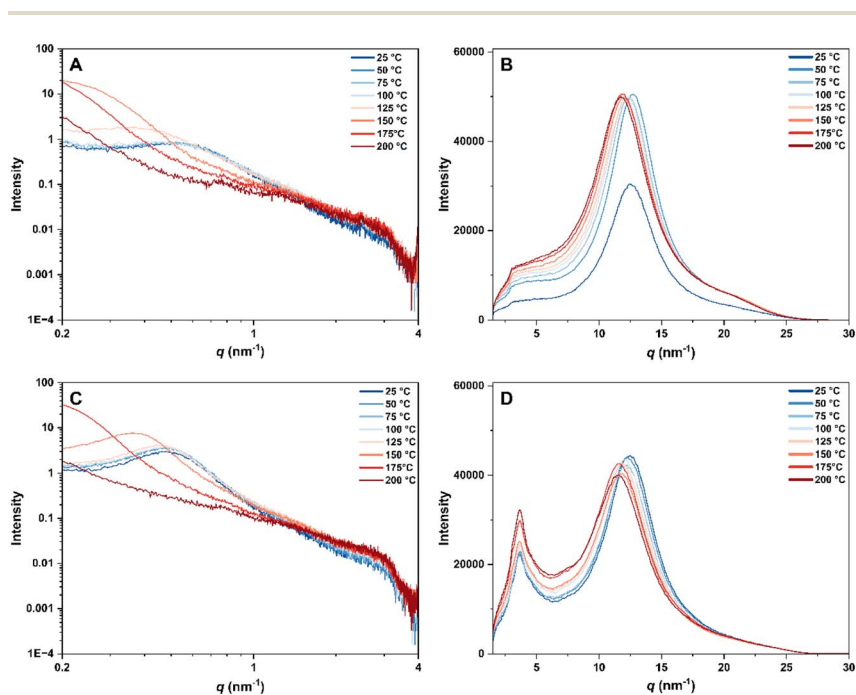 A
25 °C
50 °C
75 °C
100 °C
125 °C
150 °C
175°C
200 °C
100
10
1
0.1
0.01
0.001
1E−4
Intensity
0.2
1
4
q (nm⁻¹)
B
25 °C
50 °C
75 °C
100 °C
125 °C
150 °C
175°C
200 °C
60000
40000
20000
0
Intensity
5
10
15
20
25
30
q (nm⁻¹)
C
25 °C
50 °C
75 °C
100 °C
125 °C
150 °C
175°C
200 °C
100
10
1
0.1
0.01
0.001
1E−4
Intensity
0.2
1
4
q (nm⁻¹)
D
25 °C
50 °C
75 °C
100 °C
125 °C
150 °C
175°C
200 °C
60000
40000
20000
0
Intensity
5
10
15
20
25
30
q (nm⁻¹)